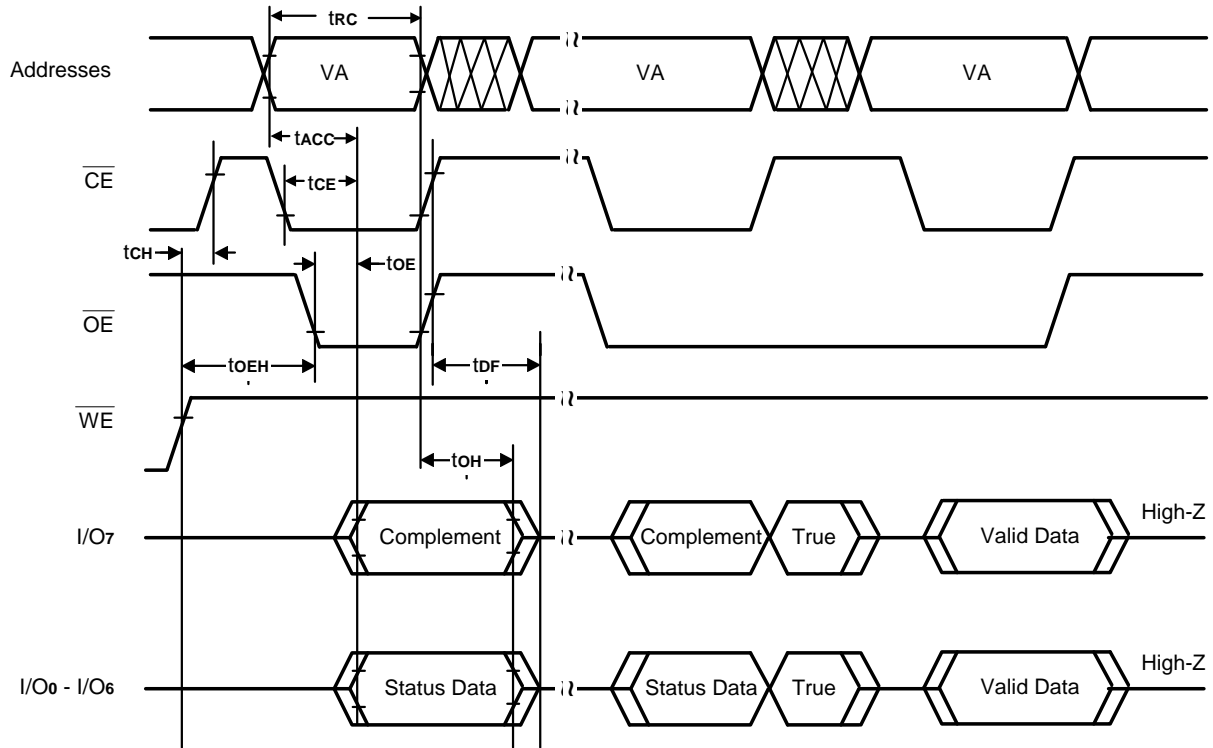 tRC
Addresses VA VA VA
tACC
CE
tCE
tCH
tOE
OE
tOEH tDF
WE
tOH
I/O7 Complement Complement True Valid Data High-Z
I/O0 - I/O6 Status Data Status Data True Valid Data High-Z